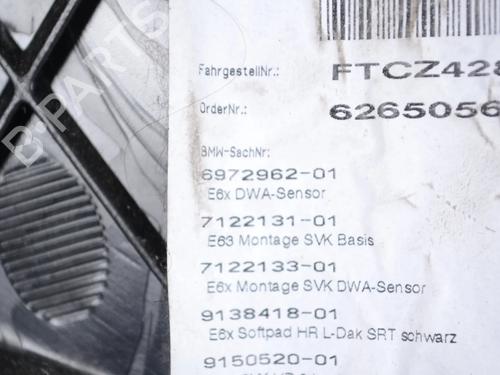 FahrgestellNr.: FTCZ428
OrderNr.: 6265056
BMW-SachNr:
6972962-01
E6x DWA-Sensor
7122131-01
E63 Montage SVK Basis
7122133-01
E6x Montage SVK DWA-Sensor
9138418-01
E6x Softpad HR L-Dak SRT schwarz
9150520-01